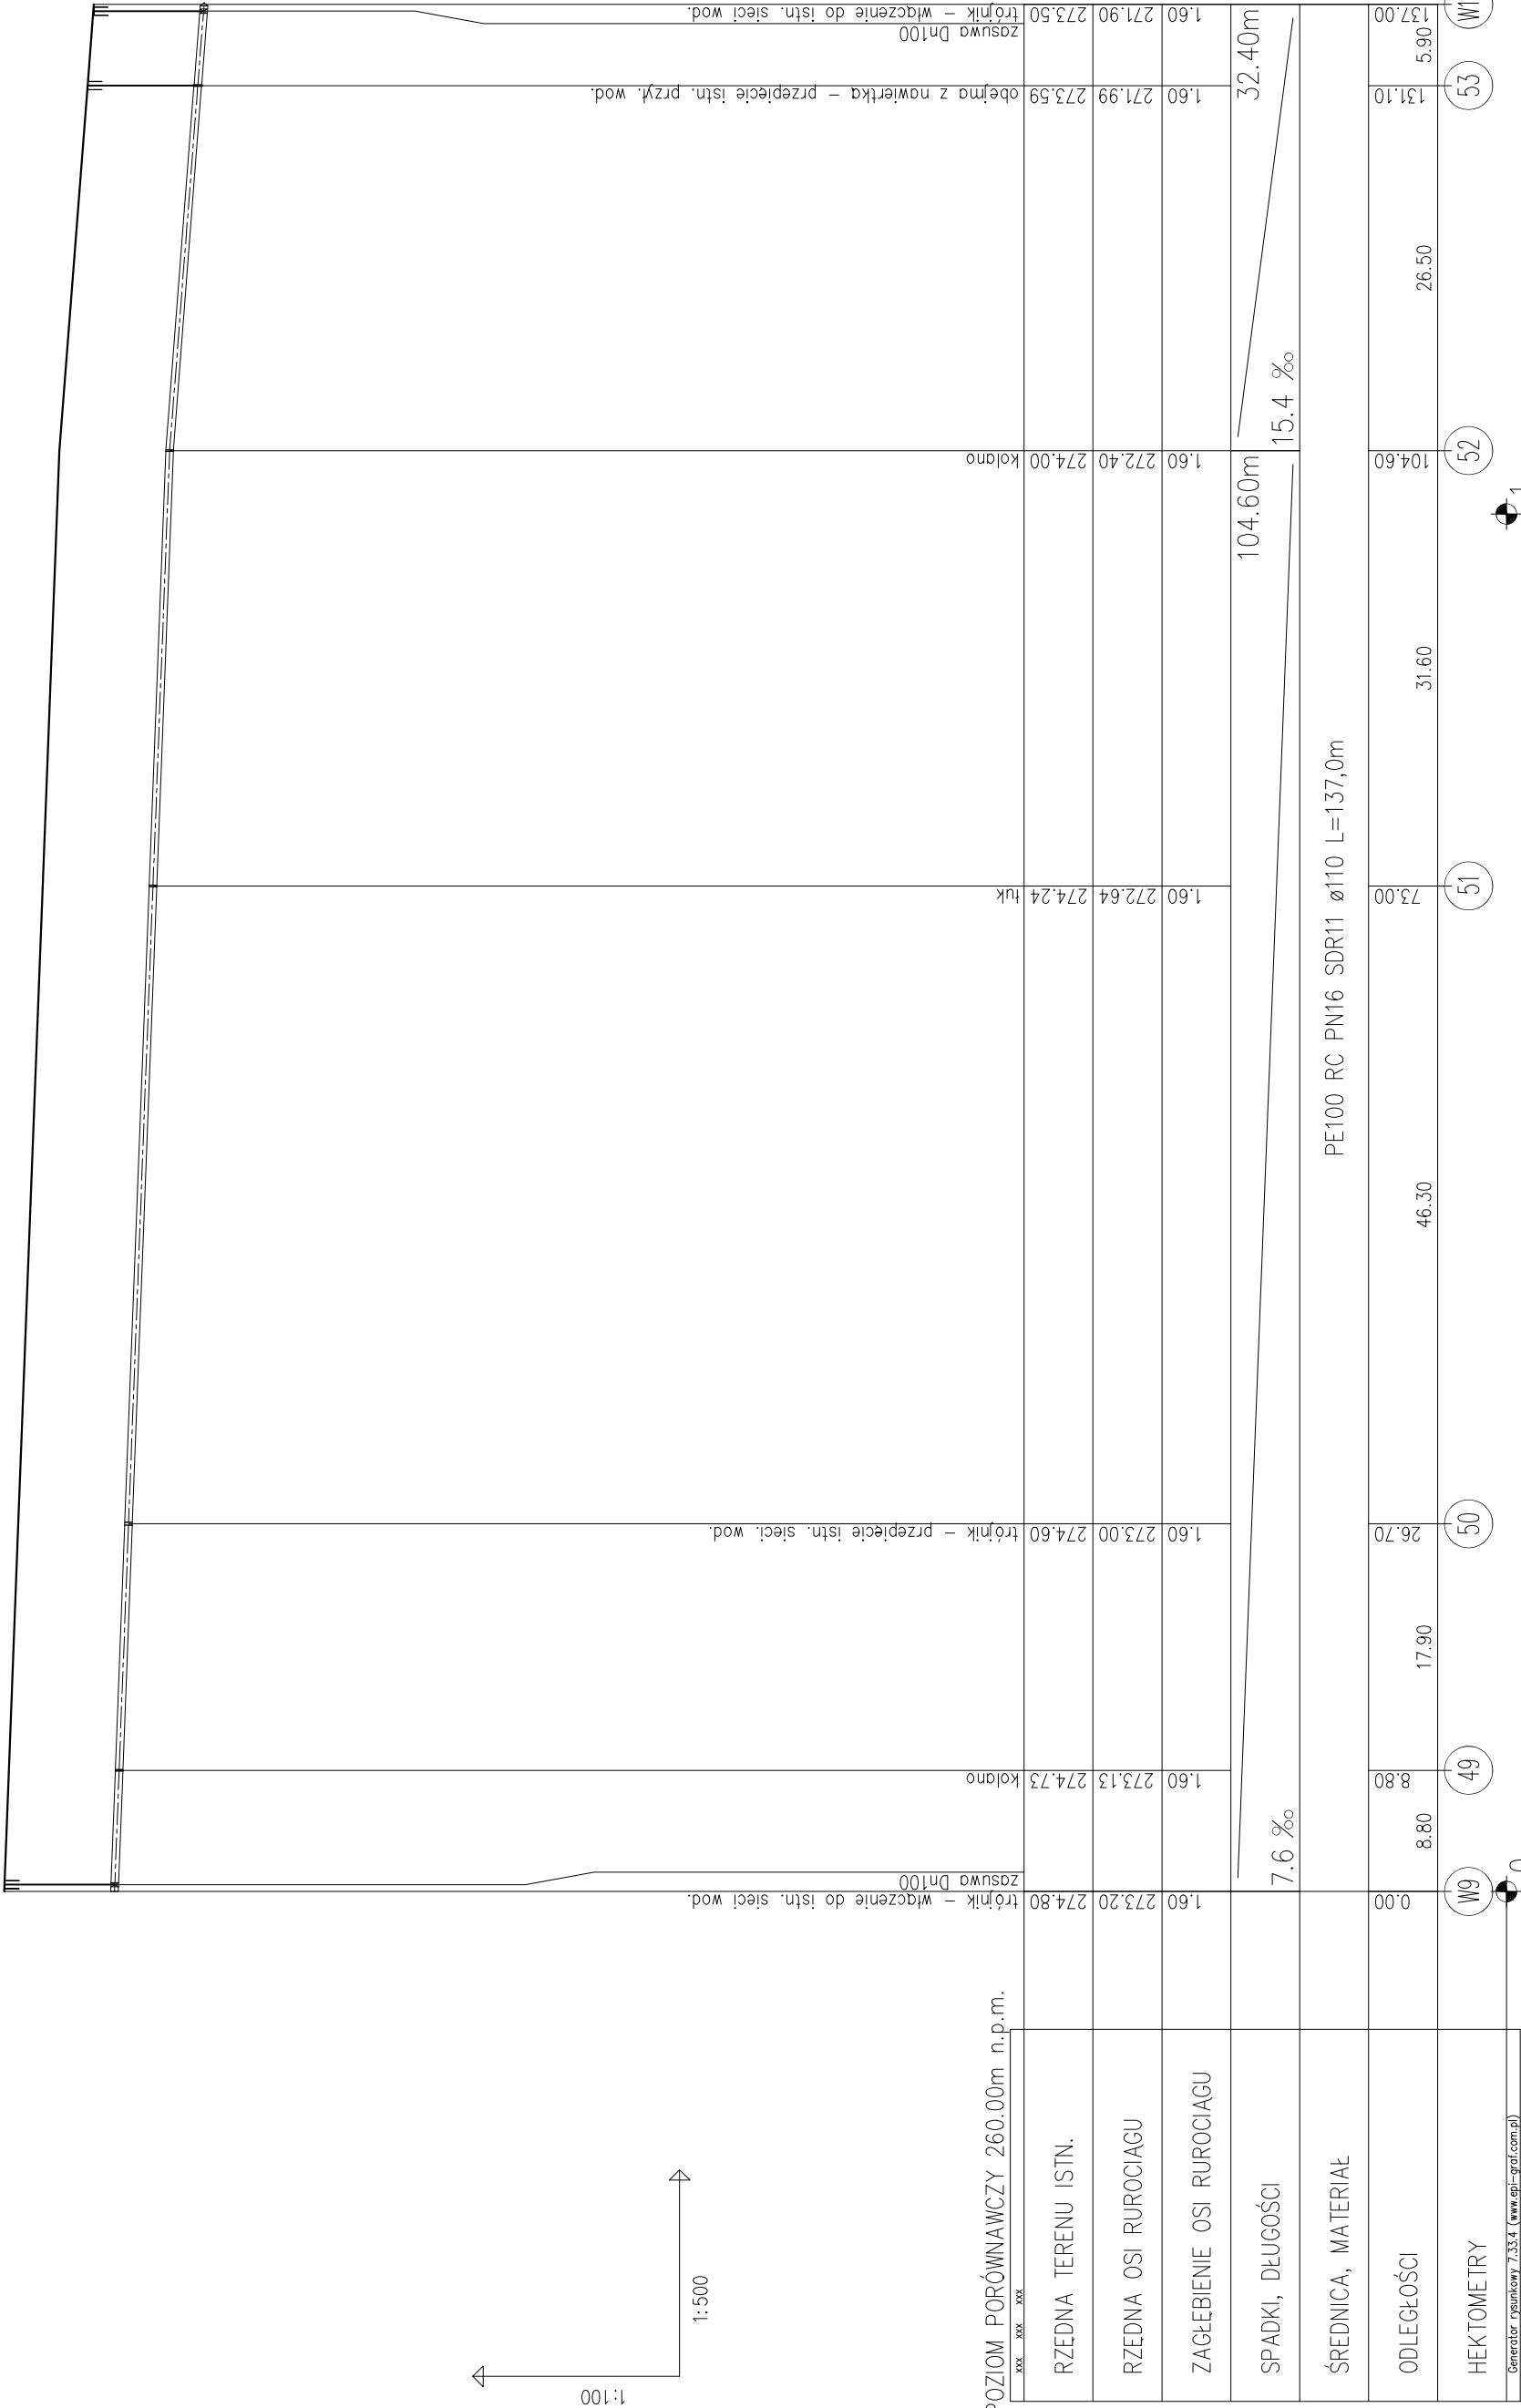 1:100
1:500
POZIOM PORÓWNAWCZY 260.00m n.p.m.
xxx xxx xxx
trójnik – włączenie do istn. sieci wod.
zasuwa Dn100
kolano
trójnik – przepięcie istn. sieci. wod.
łuk
kolano
obejma z nawiertką – przepięcie istn. przył. wod.
zasuwa Dn100
trójnik – włączenie do istn. sieci wod.
RZĘDNA TERENU ISTN.
274.80 274.73 274.60 274.24 274.00 273.59 273.50
RZĘDNA OSI RUROCIĄGU
273.20 273.13 273.00 272.64 272.40 271.99 271.90
ZAGŁĘBIENIE OSI RUROCIĄGU
1.60 1.60 1.60 1.60 1.60 1.60 1.60
SPADKI, DŁUGOŚCI
7.6 ‰ 104.60m 15.4 ‰ 32.40m
ŚREDNICA, MATERIAŁ
PE100 RC PN16 SDR11 ø110 L=137,0m
ODLEGŁOŚCI
0.00 8.80 26.70 73.00 104.60 131.10 137.00
8.80 17.90 46.30 31.60 26.50 5.90
HEKTOMETRY
W9 49 50 51 52 53
0 1
Generator rysunkowy 7.33.4 (www.epi-graf.com.pl)